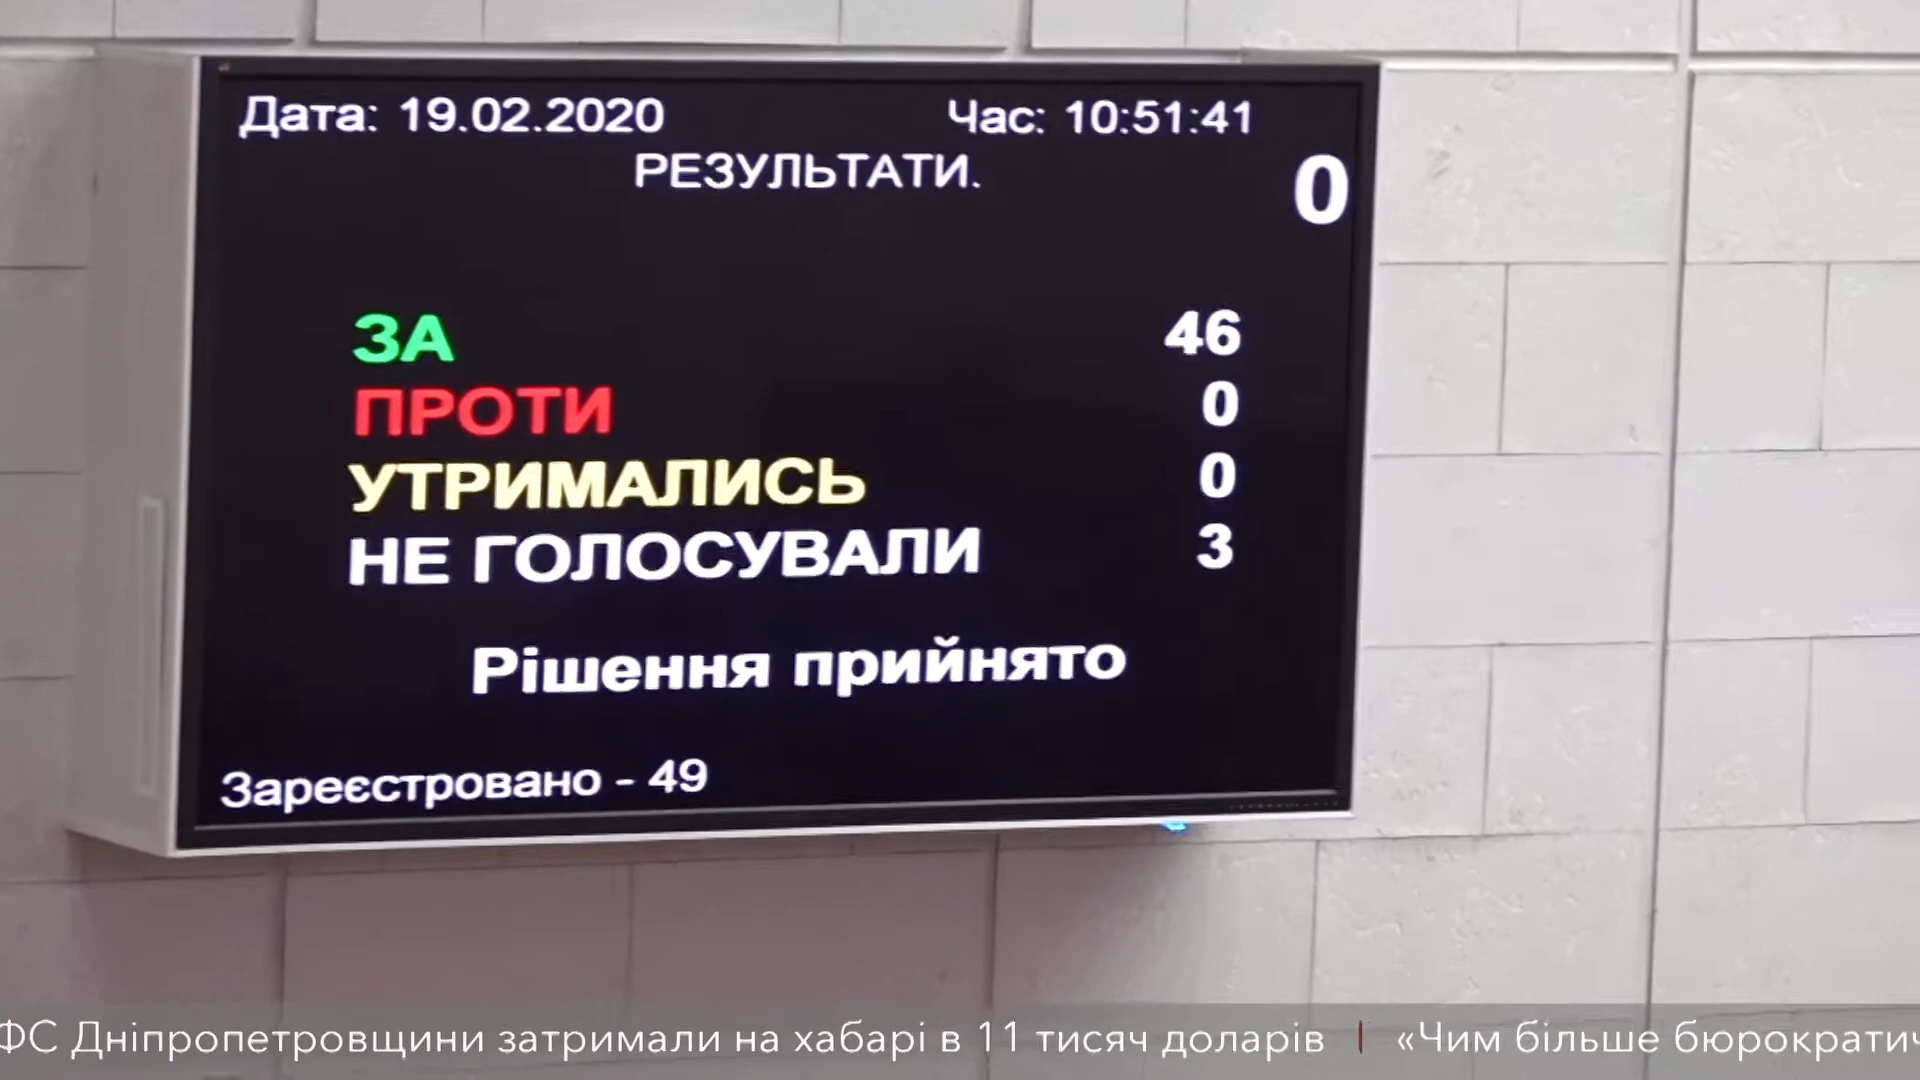 Дата: 19.02.2020 Час: 10:51:41
РЕЗУЛЬТАТИ. 0
ЗА 46
ПРОТИ 0
УТРИМАЛИСЬ 0
НЕ ГОЛОСУВАЛИ 3
Рішення прийнято
Зареєстровано - 49
ФС Дніпропетровщини затримали на хабарі в 11 тисяч доларів | «Чим більше бюрократич